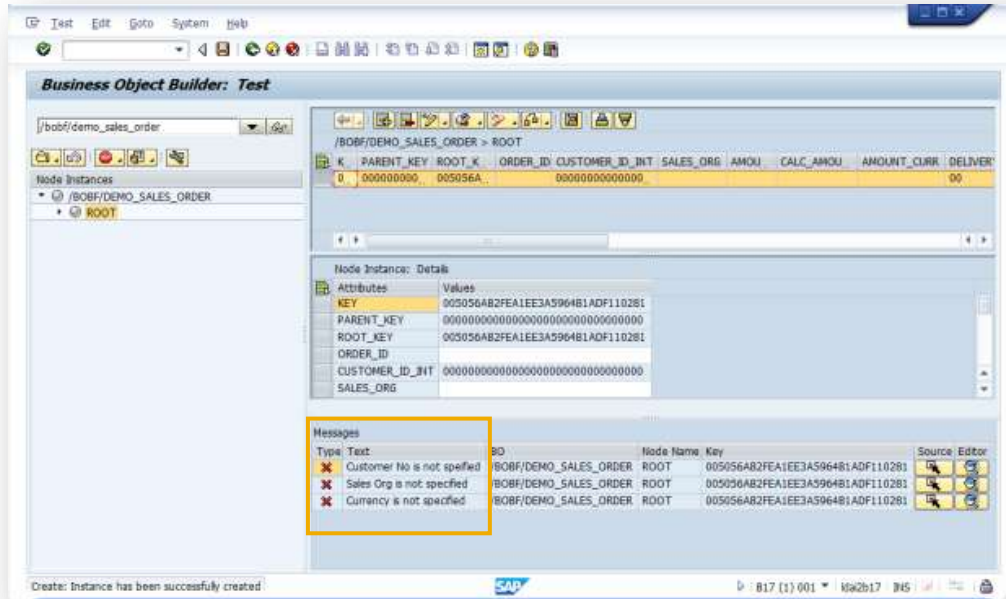 Test Edit Goto System Help
Business Object Builder: Test
/bobf/demo_sales_order
Node Instances
/BOBF/DEMO_SALES_ORDER
ROOT
/BOBF/DEMO_SALES_ORDER > ROOT
K PARENT_KEY ROOT_K ORDER_ID CUSTOMER_ID_INT SALES_ORG AMOU CALC_AMOU AMOUNT_CURR DELIVER
0.. 000000000.. 005056A.. 00000000000000.. 00
Node Instance: Details
Attributes Values
KEY 005056AB2FEA1EE3A5964B1ADF110281
PARENT_KEY 00000000000000000000000000000000
ROOT_KEY 005056AB2FEA1EE3A5964B1ADF110281
ORDER_ID
CUSTOMER_ID_INT 00000000000000000000000000000000
SALES_ORG
Messages
Type Text BO Node Name Key Source Editor
Customer No is not speified /BOBF/DEMO_SALES_ORDER ROOT 005056AB2FEA1EE3A5964B1ADF110281
Sales Org is not specified /BOBF/DEMO_SALES_ORDER ROOT 005056AB2FEA1EE3A5964B1ADF110281
Currency is not specified /BOBF/DEMO_SALES_ORDER ROOT 005056AB2FEA1EE3A5964B1ADF110281
Create: Instance has been successfully created SAP B17 (1) 001 INS